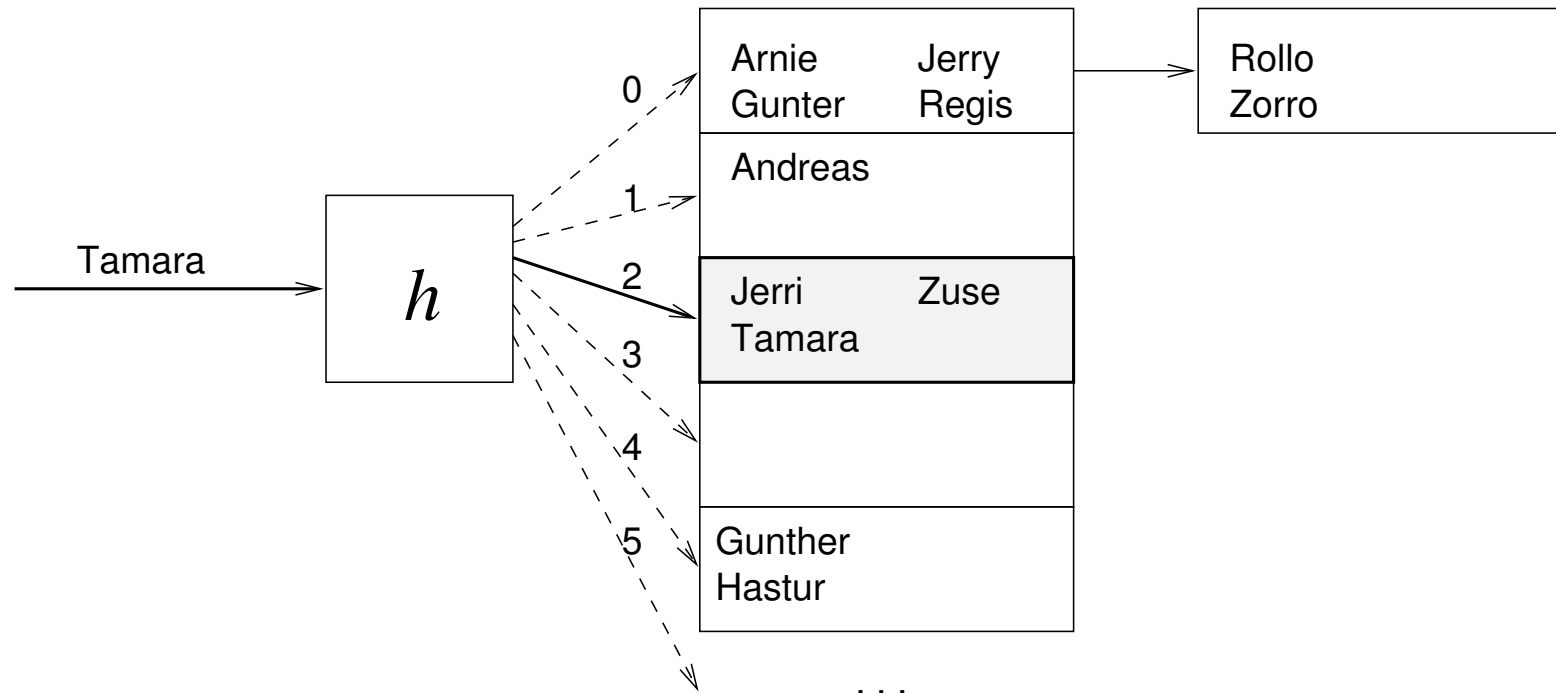 Arnie Jerry
Gunter Regis
Rollo
Zorro
0
Andreas
1
Tamara
h
2
Jerri Zuse
Tamara
3
4
5
Gunther
Hastur
...